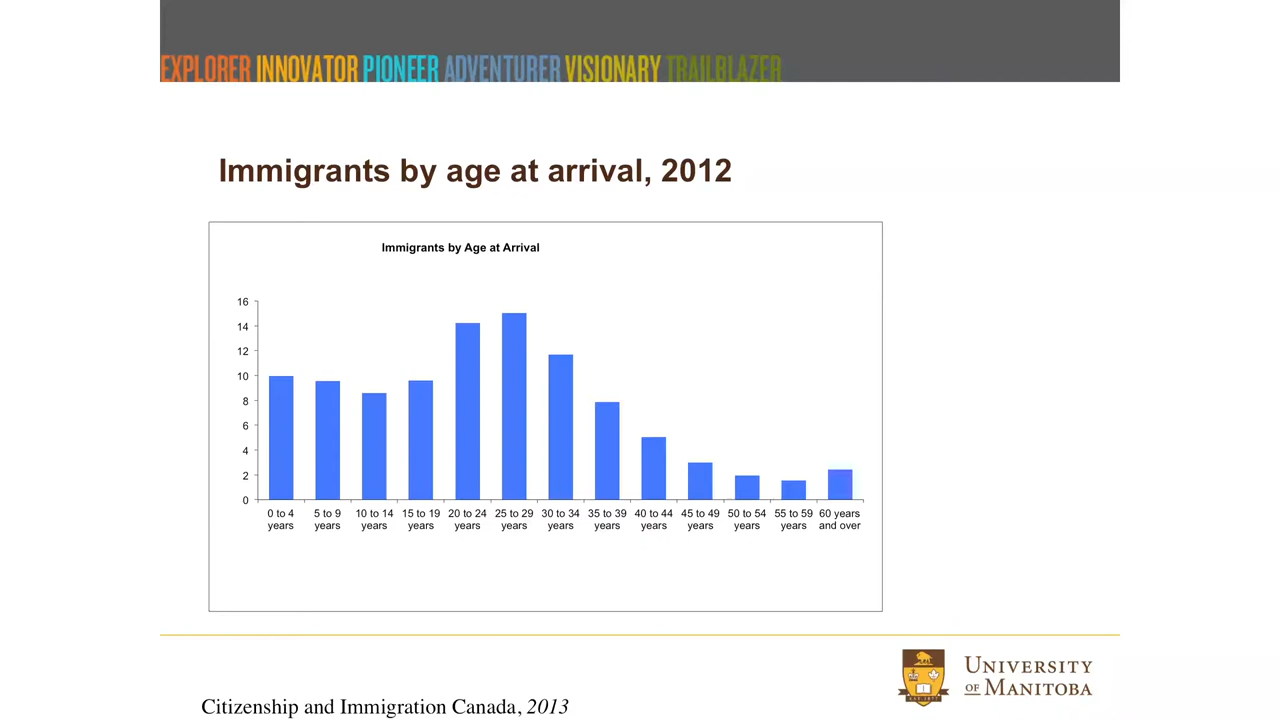 EXPLORER INNOVATOR PIONEER ADVENTURER VISIONARY TRAILBLAZER
Immigrants by age at arrival, 2012
Immigrants by Age at Arrival
16
14
12
10
8
6
4
2
0
0 to 4 years
5 to 9 years
10 to 14 years
15 to 19 years
20 to 24 years
25 to 29 years
30 to 34 years
35 to 39 years
40 to 44 years
45 to 49 years
50 to 54 years
55 to 59 years
60 years and over
UNIVERSITY
OF MANITOBA
Citizenship and Immigration Canada, 2013